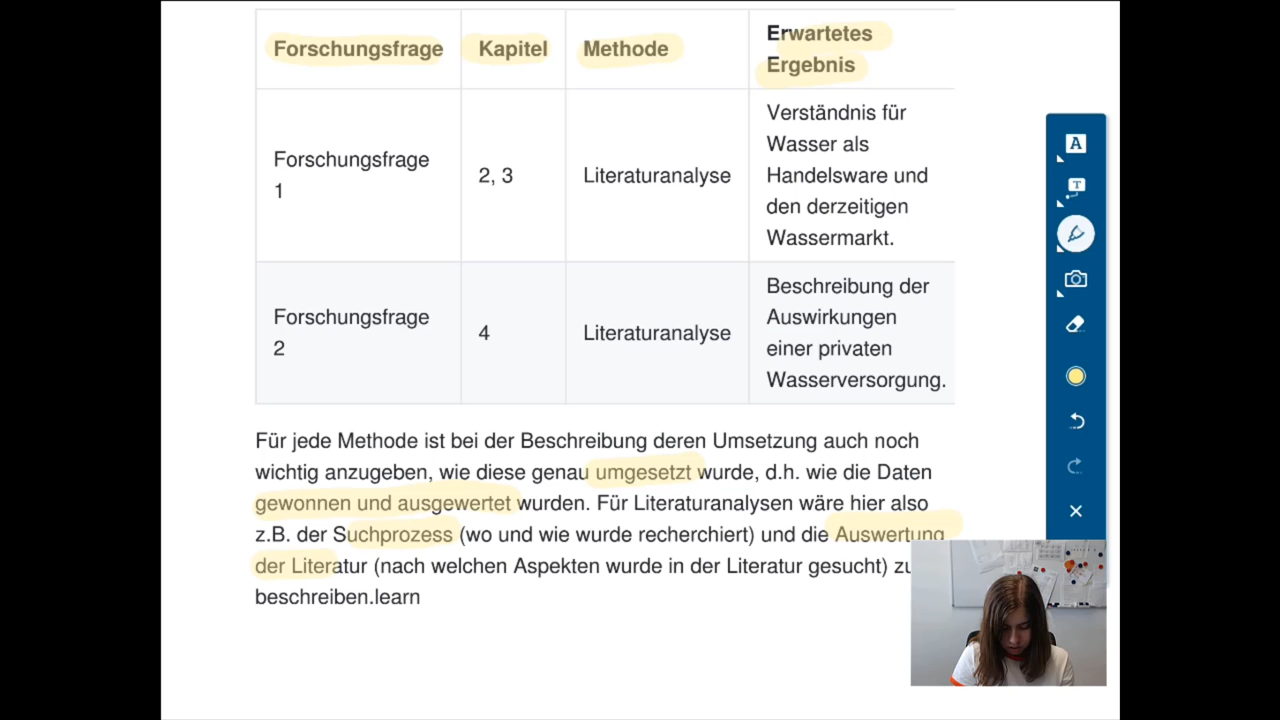 Forschungsfrage Kapitel Methode Erwartetes
Ergebnis
Forschungsfrage
1
2, 3
Literaturanalyse
Verständnis für
Wasser als
Handelsware und
den derzeitigen
Wassermarkt.
Forschungsfrage
2
4
Literaturanalyse
Beschreibung der
Auswirkungen
einer privaten
Wasserversorgung.
Für jede Methode ist bei der Beschreibung deren Umsetzung auch noch
wichtig anzugeben, wie diese genau umgesetzt wurde, d.h. wie die Daten
gewonnen und ausgewertet wurden. Für Literaturanalysen wäre hier also
z.B. der Suchprozess (wo und wie wurde recherchiert) und die Auswertung
der Literatur (nach welchen Aspekten wurde in der Literatur gesucht) zu
beschreiben.learn
A
T